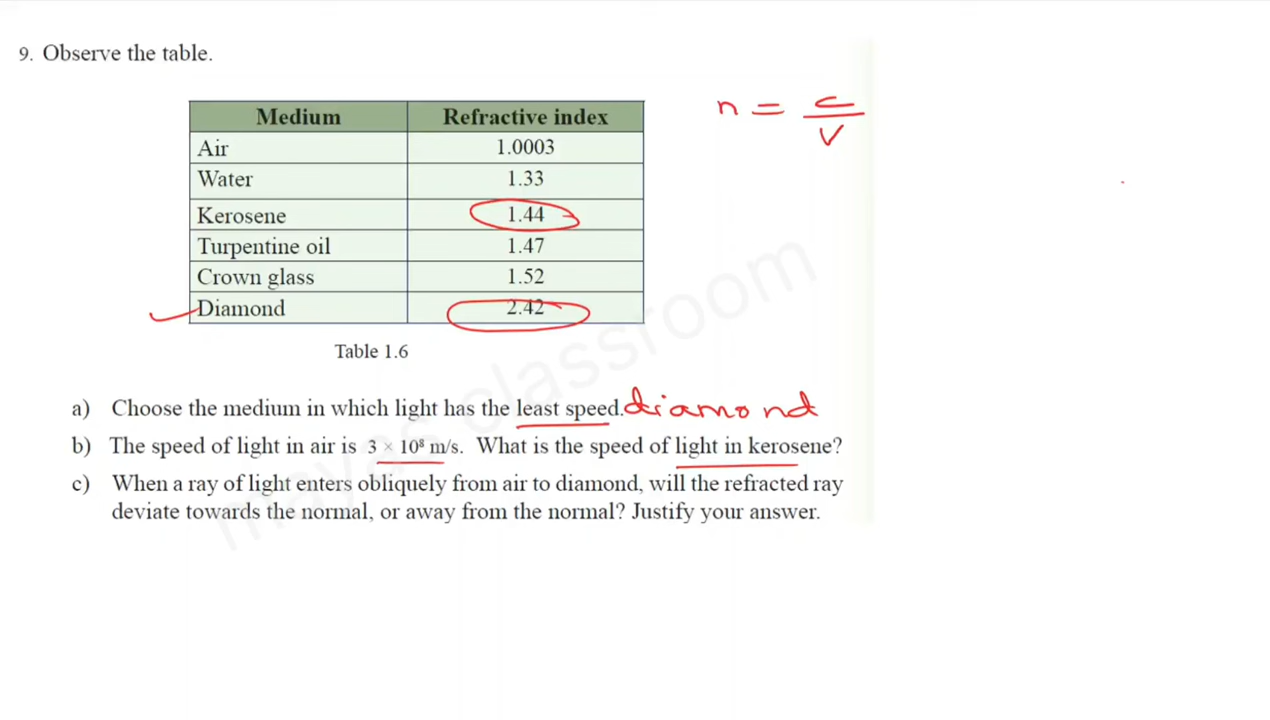 9. Observe the table.
n = c / v
Medium Refractive index
Air 1.0003
Water 1.33
Kerosene 1.44
Turpentine oil 1.47
Crown glass 1.52
Diamond 2.42
Table 1.6
a) Choose the medium in which light has the least speed. diamond
b) The speed of light in air is 3 × 10⁸ m/s. What is the speed of light in kerosene?
c) When a ray of light enters obliquely from air to diamond, will the refracted ray
deviate towards the normal, or away from the normal? Justify your answer.
mayas classroom